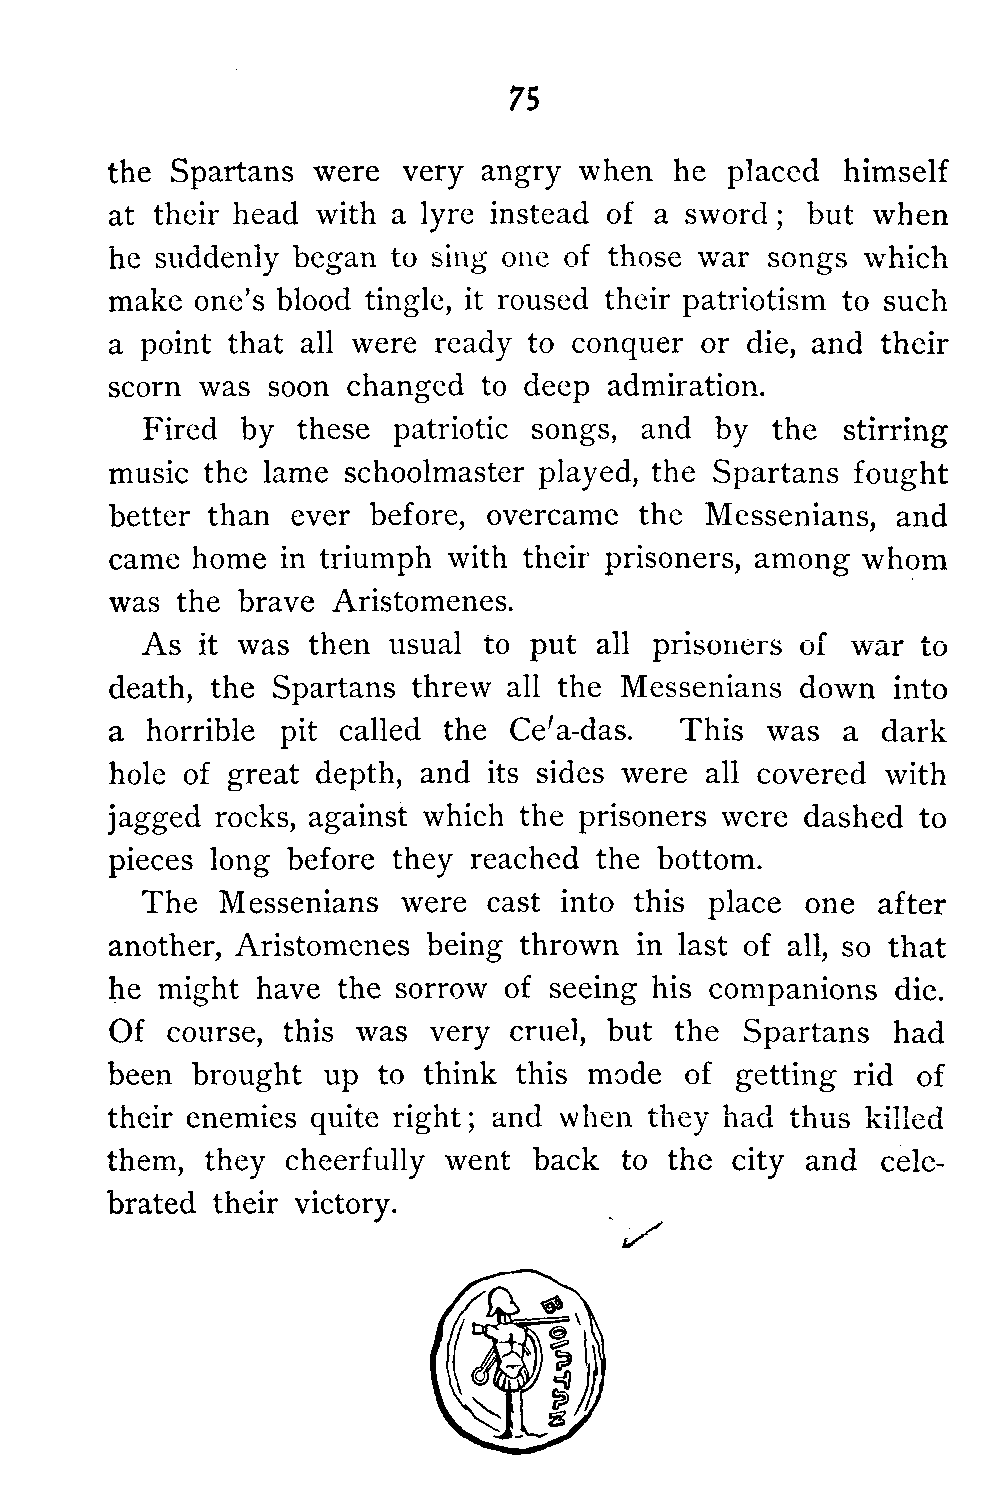 75
the Spartans were very angry when he placed himself
at their head with a lyre instead of a sword; but when
he suddenly began to sing one of those war songs which
make one's blood tingle, it roused their patriotism to such
a point that all were ready to conquer or die, and their
scorn was soon changed to deep admiration.
Fired by these patriotic songs, and by the stirring
music the lame schoolmaster played, the Spartans fought
better than ever before, overcame the Messenians, and
came home in triumph with their prisoners, among whom
was the brave Aristomenes.
As it was then usual to put all prisoners of war to
death, the Spartans threw all the Messenians down into
a horrible pit called the Ce′a-das. This was a dark
hole of great depth, and its sides were all covered with
jagged rocks, against which the prisoners were dashed to
pieces long before they reached the bottom.
The Messenians were cast into this place one after
another, Aristomenes being thrown in last of all, so that
he might have the sorrow of seeing his companions die.
Of course, this was very cruel, but the Spartans had
been brought up to think this mode of getting rid of
their enemies quite right; and when they had thus killed
them, they cheerfully went back to the city and cele-
brated their victory.